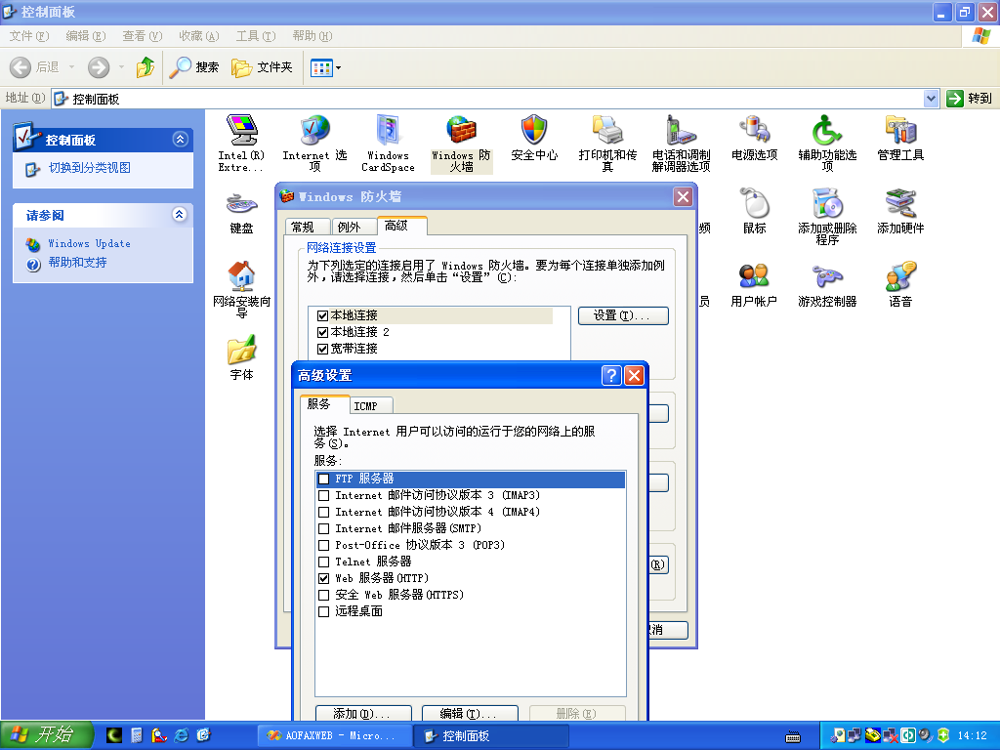 控制面板
文件(F) 编辑(E) 查看(V) 收藏(A) 工具(T) 帮助(H)
后退 搜索 文件夹
地址(D) 控制面板 转到
控制面板
切换到分类视图
请参阅
Windows Update
帮助和支持
Intel(R)
Extre...
Internet 选
项
Windows
CardSpace
Windows 防
火墙
安全中心
打印机和传
真
电话和调制
解调器选项
电源选项
辅助功能选
项
管理工具
键盘
频
鼠标
添加或删除
程序
添加硬件
网络安装向
导
员
用户帐户
游戏控制器
语音
字体
Windows 防火墙
常规 例外 高级
网络连接设置
为下列选定的连接启用了 Windows 防火墙。要为每个连接单独添加例
外，请选择连接，然后单击“设置”(C):
本地连接
本地连接 2
宽带连接
设置(T)...
(R)
消
高级设置
服务 ICMP
选择 Internet 用户可以访问的运行于您的网络上的服
务(S)。
服务:
FTP 服务器
Internet 邮件访问协议版本 3 (IMAP3)
Internet 邮件访问协议版本 4 (IMAP4)
Internet 邮件服务器(SMTP)
Post-Office 协议版本 3 (POP3)
Telnet 服务器
Web 服务器(HTTP)
安全 Web 服务器(HTTPS)
远程桌面
添加(D)... 编辑(T)... 删除(E)
开始 AOFAXWEB - Micro... 控制面板 14:12